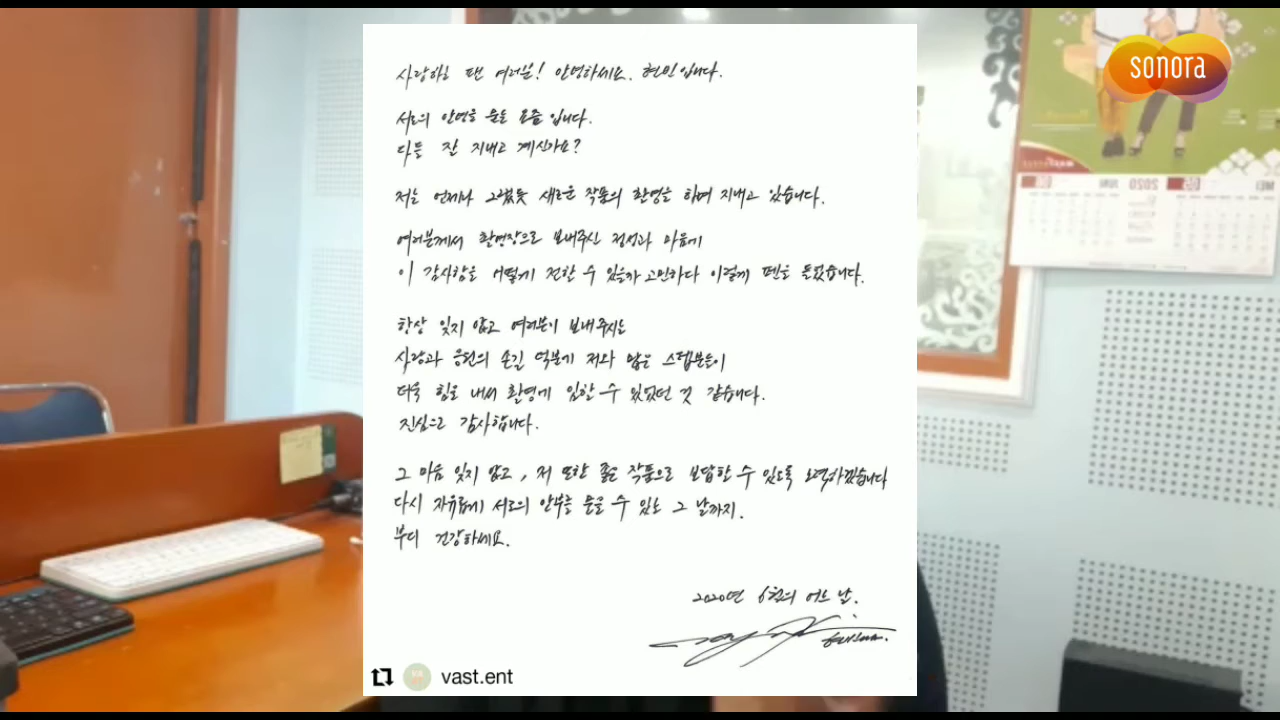 sonora
사랑하는 팬 여러분! 안녕하세요. 현빈입니다.
서로의 안녕을 묻는 요즘 입니다.
다들 잘 지내고 계신가요?
저는 언제나 그랬듯 새로운 작품의 촬영을 하며 지내고 있습니다.
여러분께서 촬영장으로 보내주신 정성과 마음에
이 감사함을 어떻게 전할 수 있을까 고민하다 이렇게 펜을 들었습니다.
항상 잊지 않고 여러분이 보내주시는
사랑과 응원의 손길 덕분에 저와 많은 스텝분들이
더욱 힘을 내서 촬영에 임할 수 있었던 것 같습니다.
진심으로 감사합니다.
그 마음 잊지 않고, 저 또한 좋은 작품으로 보답할 수 있도록 노력하겠습니다
다시 자유롭게 서로의 안부를 물을 수 있는 그 날까지.
부디 건강하세요.
2020년 6월의 어느 날.
vast.ent
MEI
05
2020
JUNI
06